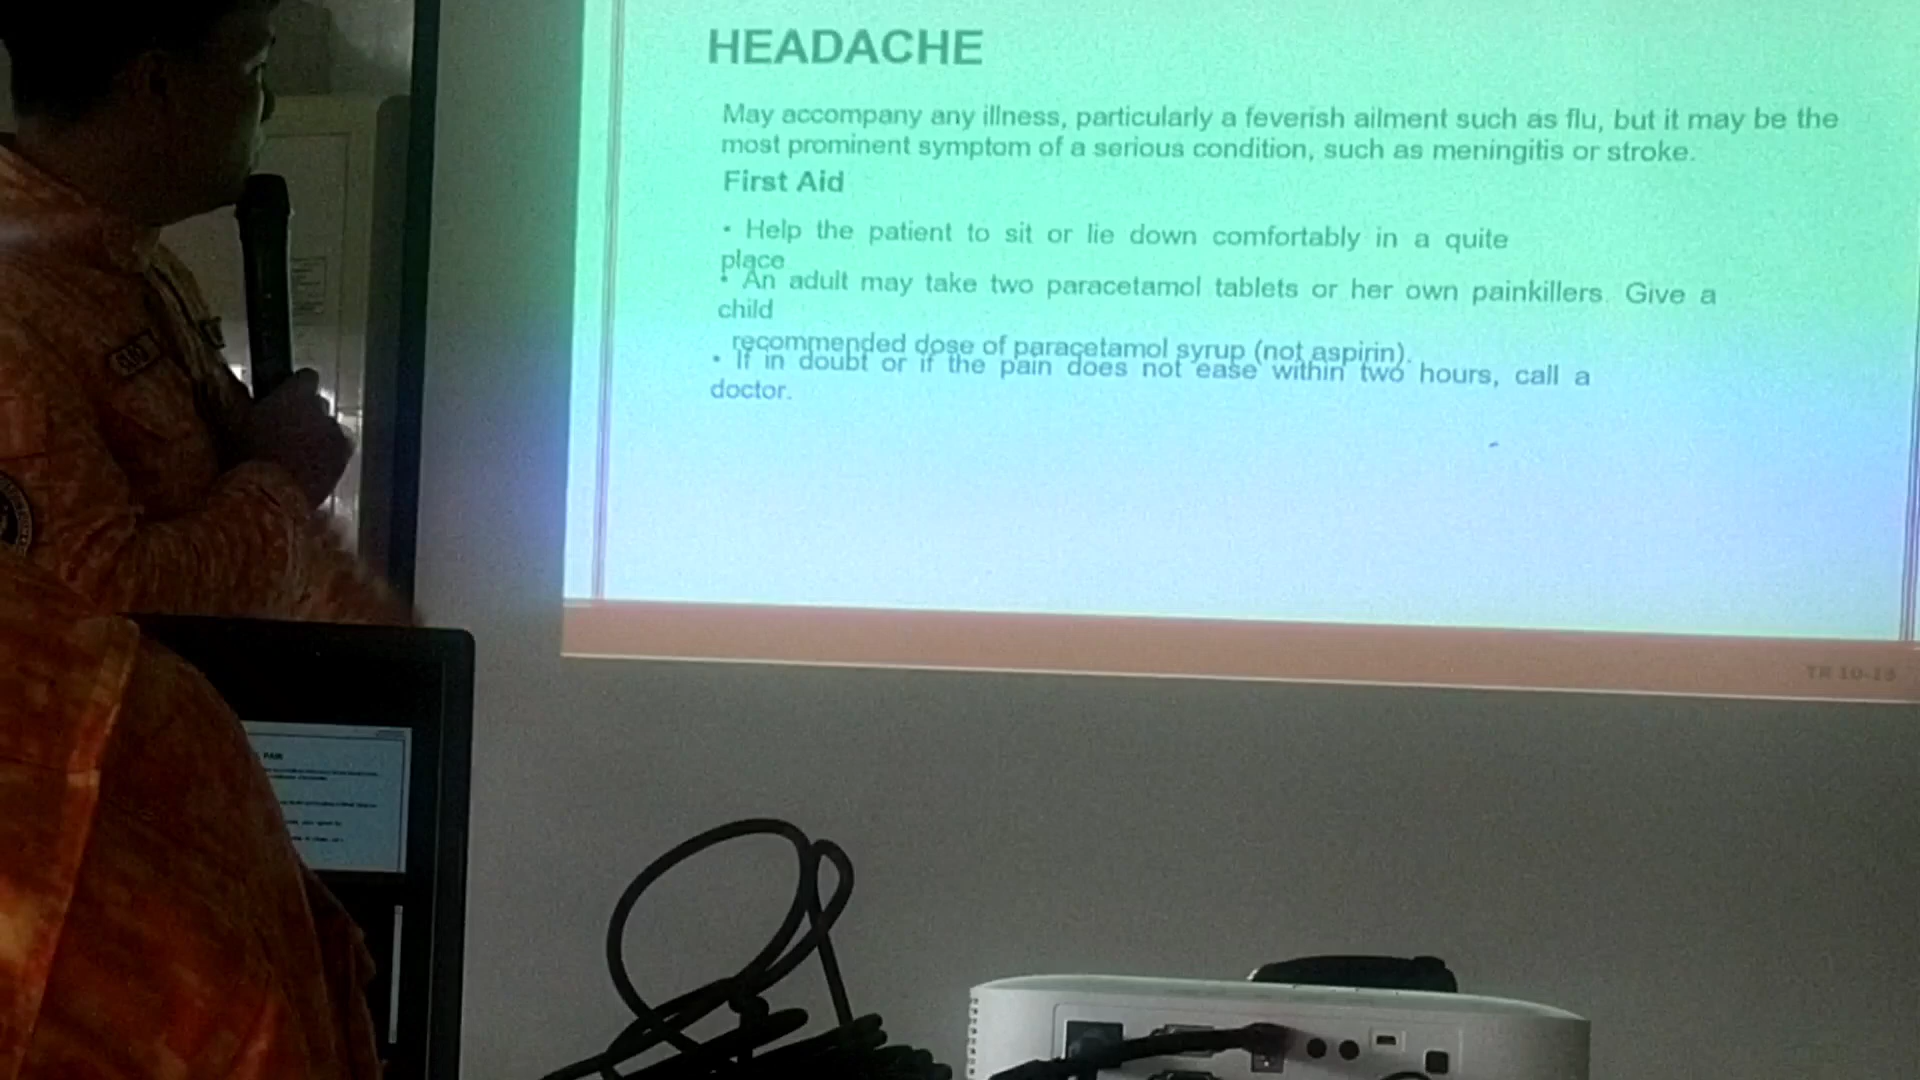 HEADACHE
May accompany any illness, particularly a feverish ailment such as flu, but it may be the
most prominent symptom of a serious condition, such as meningitis or stroke.
First Aid
• Help the patient to sit or lie down comfortably in a quite
place
• An adult may take two paracetamol tablets or her own painkillers. Give a
child
recommended dose of paracetamol syrup (not aspirin).
• If in doubt or if the pain does not ease within two hours, call a
doctor.
PAIN